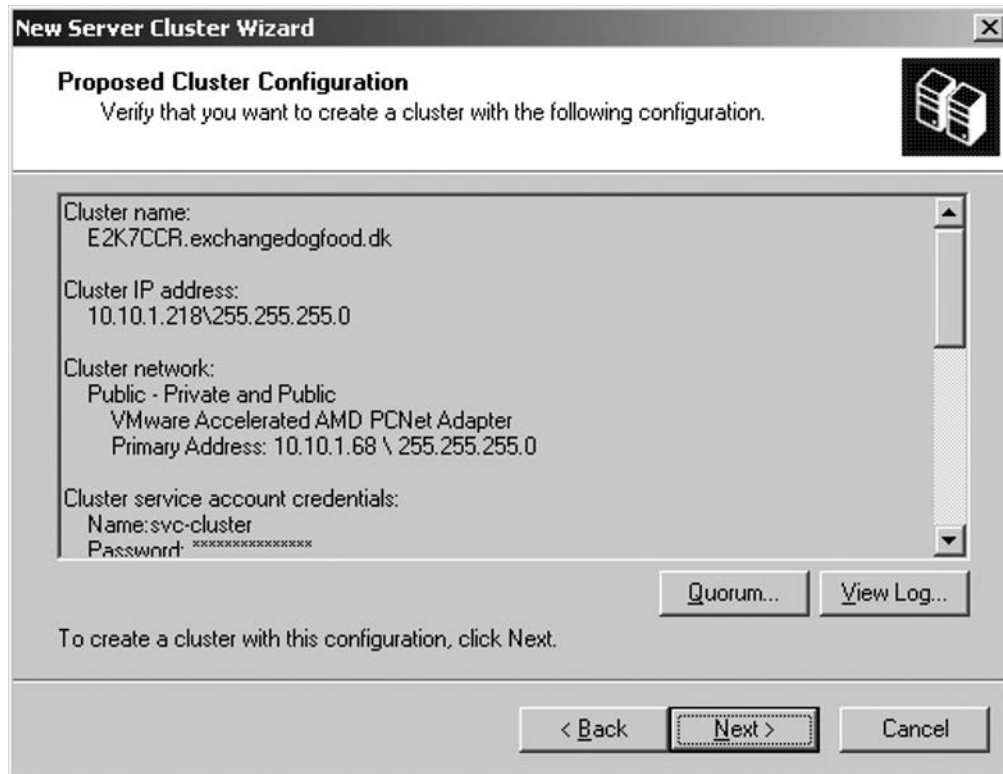 New Server Cluster Wizard
Proposed Cluster Configuration
Verify that you want to create a cluster with the following configuration.
Cluster name:
E2K7CCR.exchangedogfood.dk
Cluster IP address:
10.10.1.218\255.255.255.0
Cluster network:
Public - Private and Public
VMware Accelerated AMD PCNet Adapter
Primary Address: 10.10.1.68 \ 255.255.255.0
Cluster service account credentials:
Name:svc-cluster
Password: ***************
Quorum... View Log...
To create a cluster with this configuration, click Next.
< Back Next > Cancel